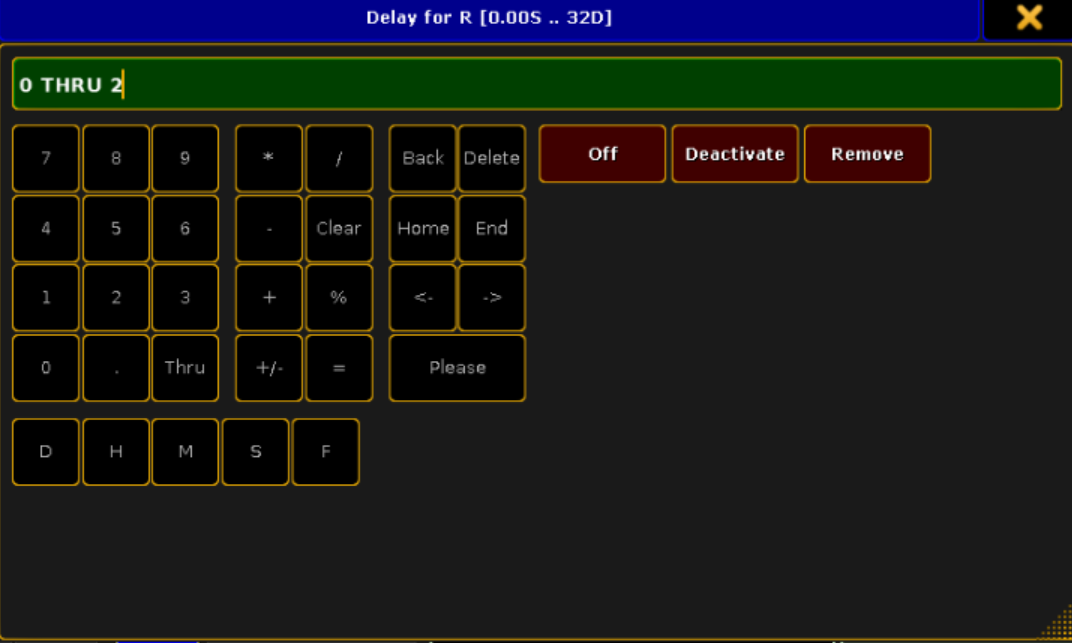 Delay for R [0.00S .. 32D]
0 THRU 2
7 8 9 * / Back Delete Off Deactivate Remove
4 5 6 - Clear Home End
1 2 3 + % <- ->
0 . Thru +/- = Please
D H M S F